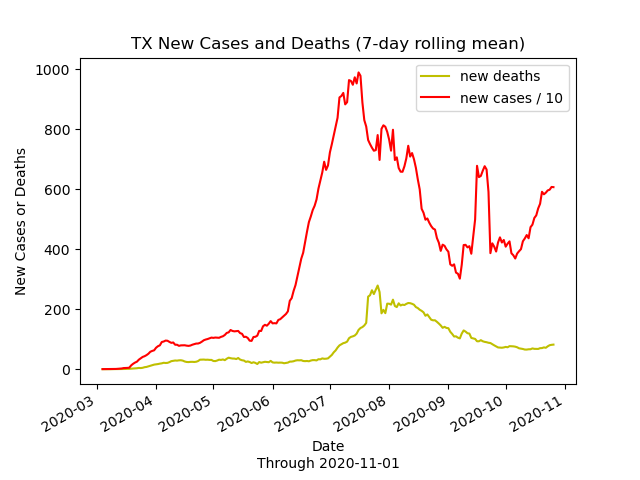 TX New Cases and Deaths (7-day rolling mean)
new deaths
new cases / 10
New Cases or Deaths
1000
800
600
400
200
0
2020-03
2020-04
2020-05
2020-06
2020-07
2020-08
2020-09
2020-10
2020-11
Date
Through 2020-11-01